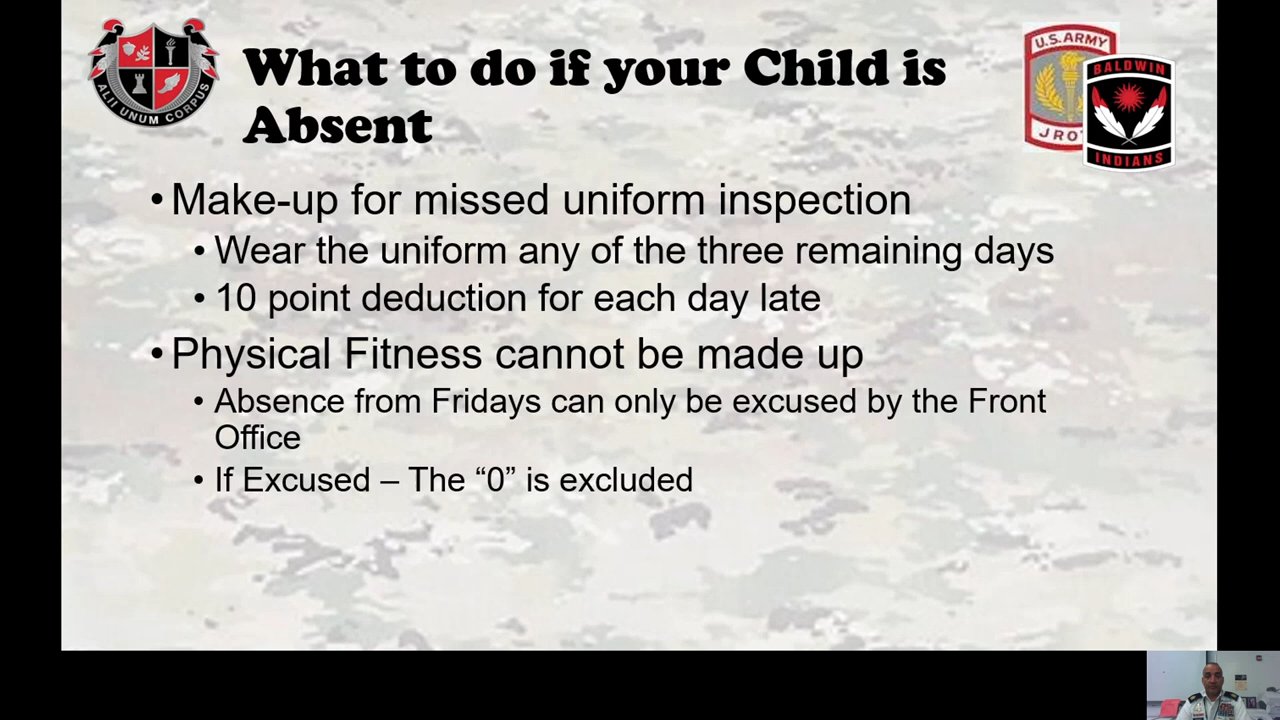 What to do if your Child is
Absent
ALII UNUM CORPUS
U.S. ARMY
JRO
BALDWIN
INDIANS
• Make-up for missed uniform inspection
• Wear the uniform any of the three remaining days
• 10 point deduction for each day late
• Physical Fitness cannot be made up
• Absence from Fridays can only be excused by the Front
Office
• If Excused – The “0” is excluded